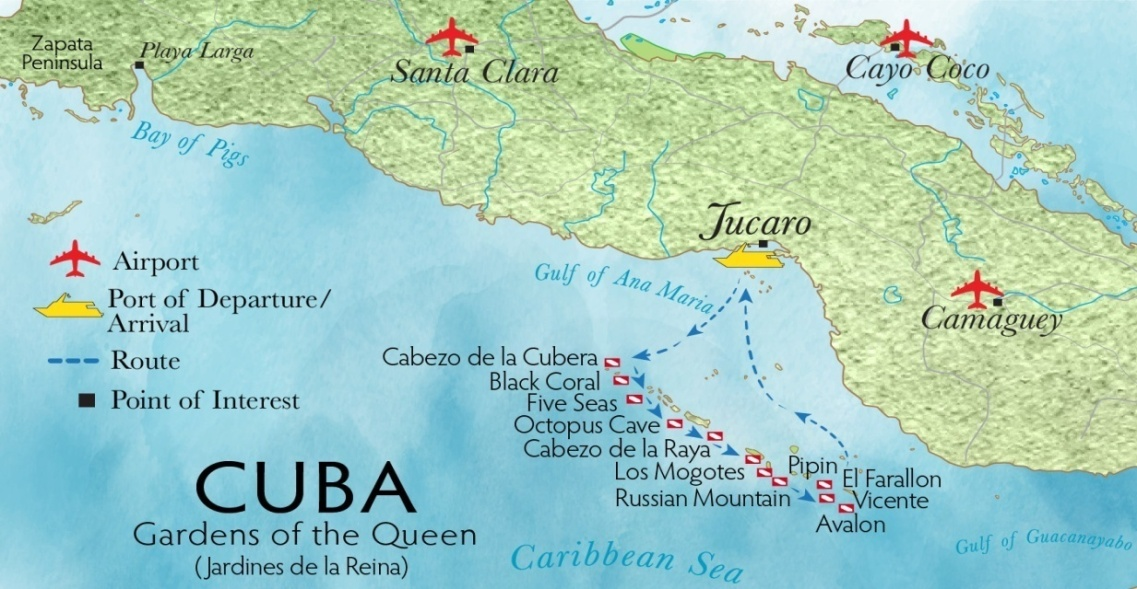 Zapata
Peninsula
Playa Larga
Santa Clara
Cayo Coco
Bay of Pigs
Jucaro
Gulf of Ana Maria
Camaguey
Airport
Port of Departure/
Arrival
Route
Point of Interest
Cabezo de la Cubera
Black Coral
Five Seas
Octopus Cave
Cabezo de la Raya
Los Mogotes
Russian Mountain
Pipin
El Farallon
Vicente
Avalon
CUBA
Gardens of the Queen
(Jardines de la Reina)
Caribbean Sea
Gulf of Guacanayabo